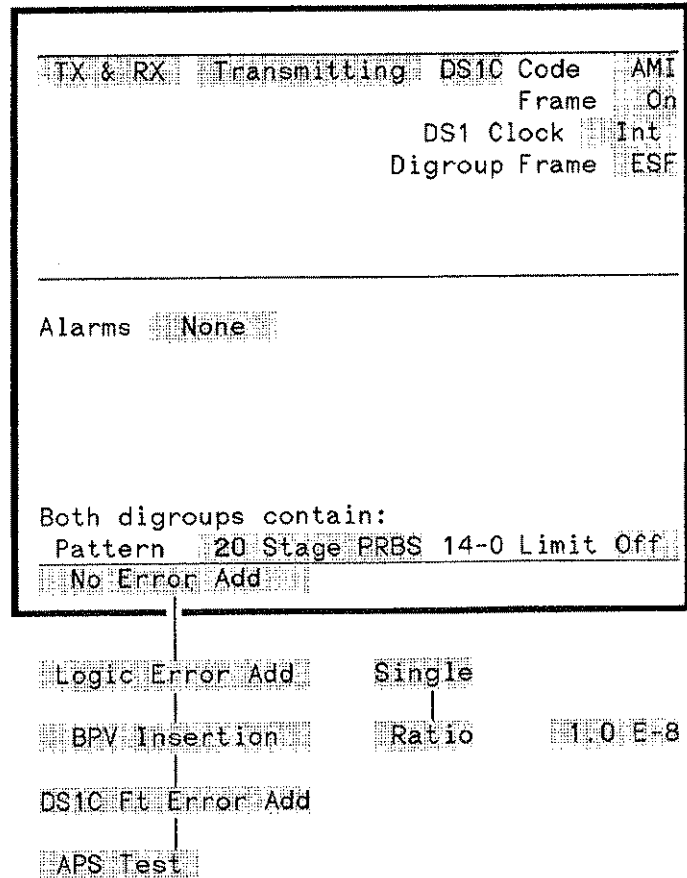 TX & RX Transmitting DS1C Code AMI
Frame On
DS1 Clock Int
Digroup Frame ESF
Alarms None
Both digroups contain:
Pattern 20 Stage PRBS 14-0 Limit Off
No Error Add
Logic Error Add Single
BPV Insertion Ratio 1.0 E-8
DS1C Ft Error Add
APS Test